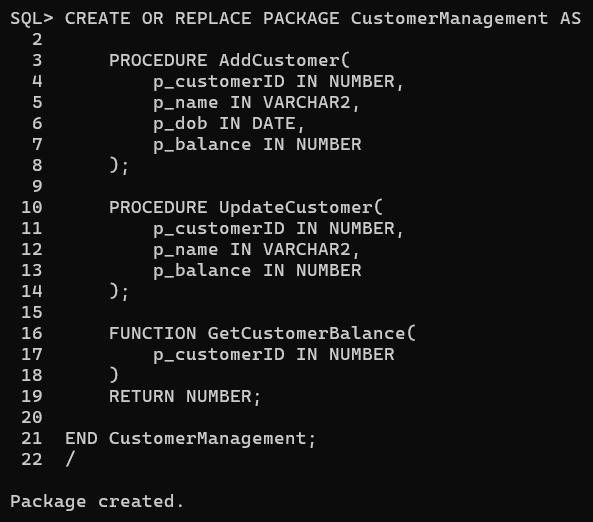 SQL> CREATE OR REPLACE PACKAGE CustomerManagement AS
  2
  3      PROCEDURE AddCustomer(
  4          p_customerID IN NUMBER,
  5          p_name IN VARCHAR2,
  6          p_dob IN DATE,
  7          p_balance IN NUMBER
  8      );
  9
 10      PROCEDURE UpdateCustomer(
 11          p_customerID IN NUMBER,
 12          p_name IN VARCHAR2,
 13          p_balance IN NUMBER
 14      );
 15
 16      FUNCTION GetCustomerBalance(
 17          p_customerID IN NUMBER
 18      )
 19      RETURN NUMBER;
 20
 21  END CustomerManagement;
 22  /

Package created.